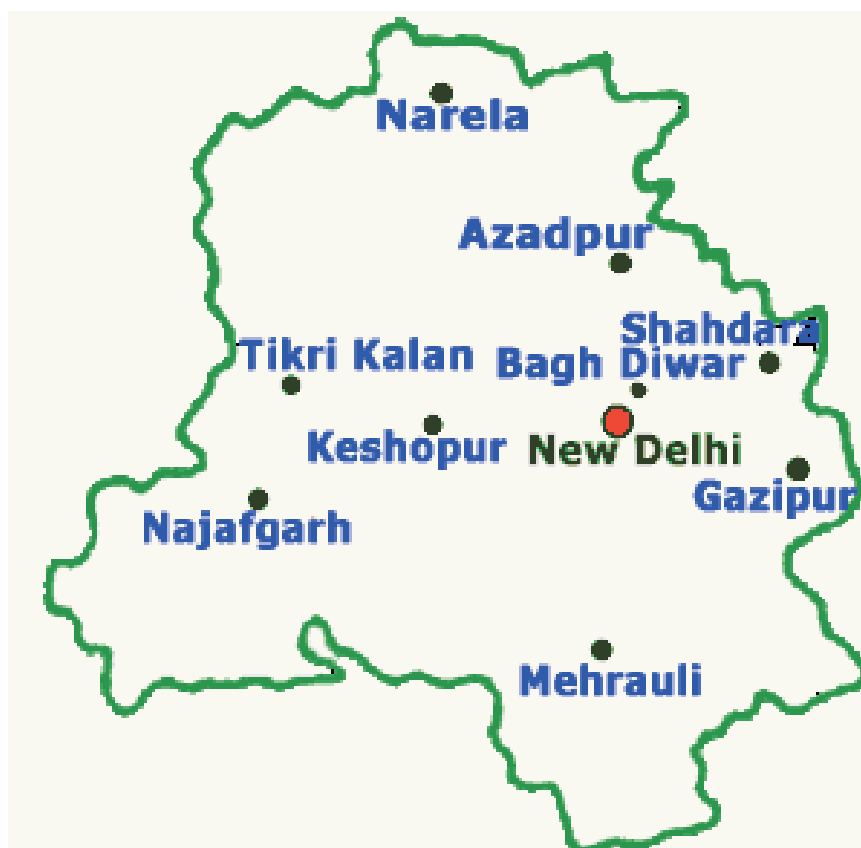 Narela
Azadpur
Shahdara
Tikri Kalan
Bagh Diwar
Keshopur
New Delhi
Gazipur
Najafgarh
Mehrauli